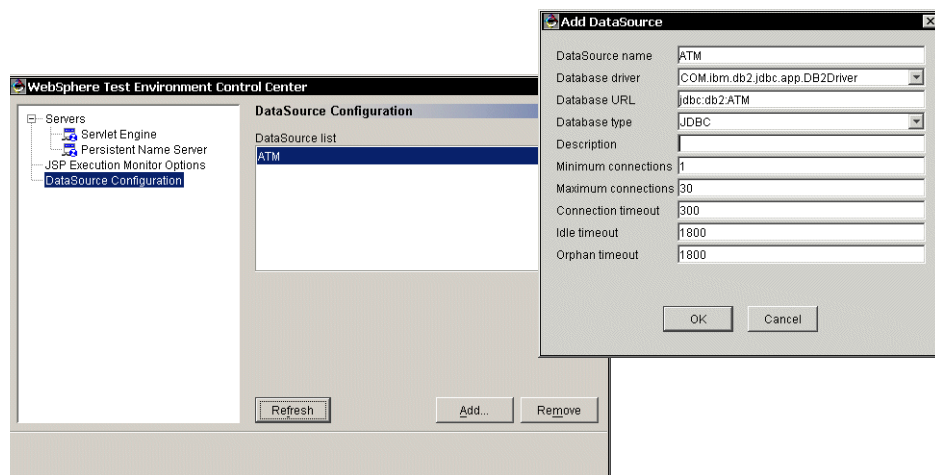 Add DataSource
DataSource name ATM
Database driver COM.ibm.db2.jdbc.app.DB2Driver
Database URL jdbc:db2:ATM
Database type JDBC
Description
Minimum connections 1
Maximum connections 30
Connection timeout 300
Idle timeout 1800
Orphan timeout 1800
OK Cancel
WebSphere Test Environment Control Center
Servers
Servlet Engine
Persistent Name Server
JSP Execution Monitor Options
DataSource Configuration
DataSource Configuration
DataSource list
ATM
Refresh Add... Remove